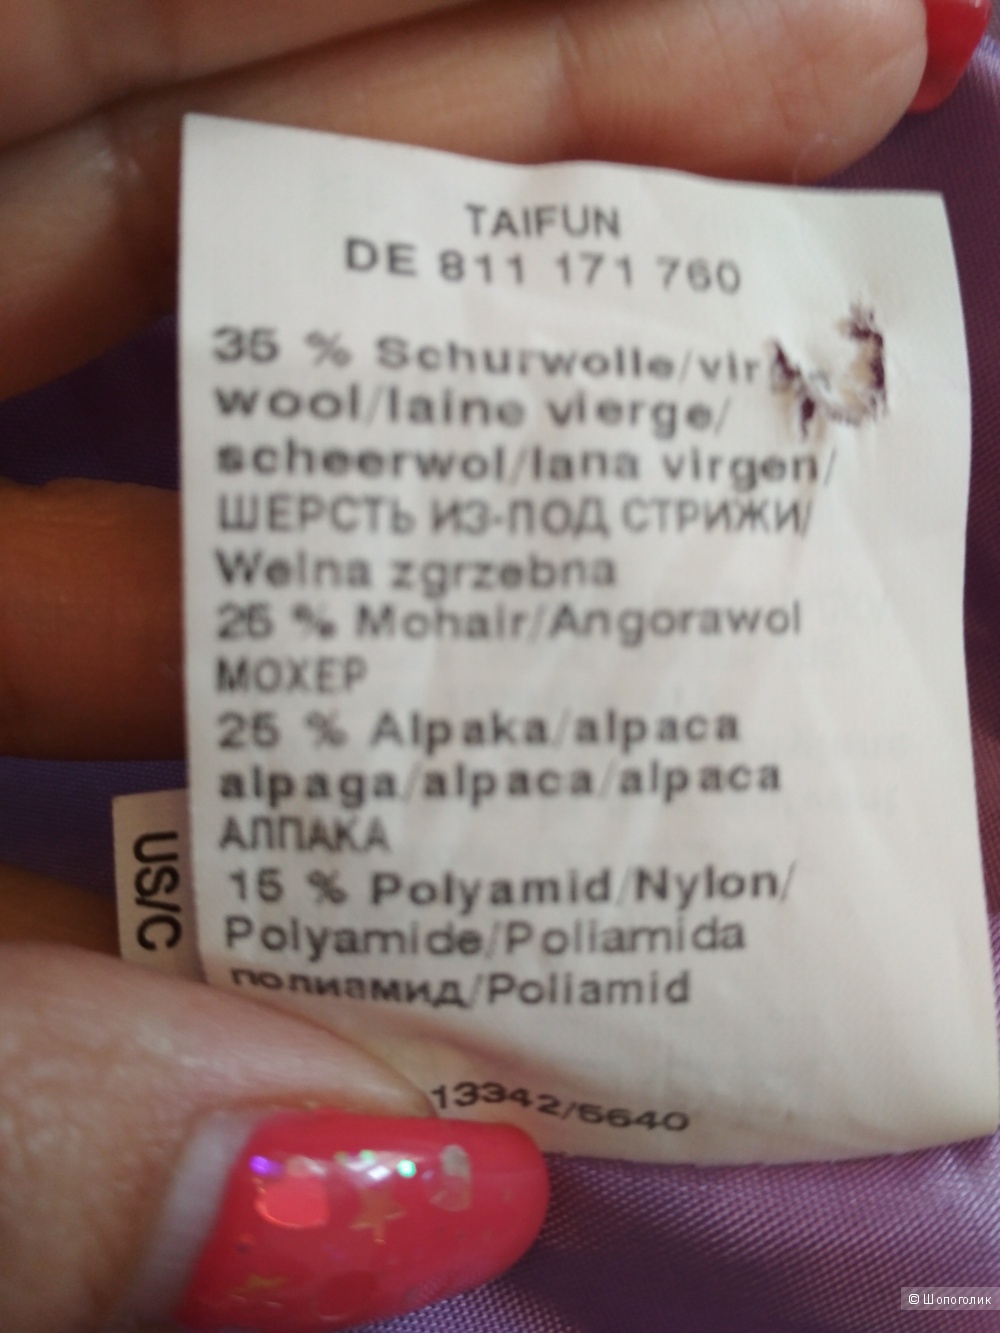 TAIFUN
DE 811 171 760
35 % Schurwolle/vir
wool/laine vierge/
scheerwol/lana virgen/
ШЕРСТЬ ИЗ-ПОД СТРИЖКИ/
Welna zgrzebna
25 % Mohair/Angorawol
МОХЕР
25 % Alpaka/alpaca
alpaga/alpaca/alpaca
АЛПАКА
15 % Polyamid/Nylon/
Polyamide/Poliamida
полиамид/Poliamid
13342/5640
US/C
© Шопоголик